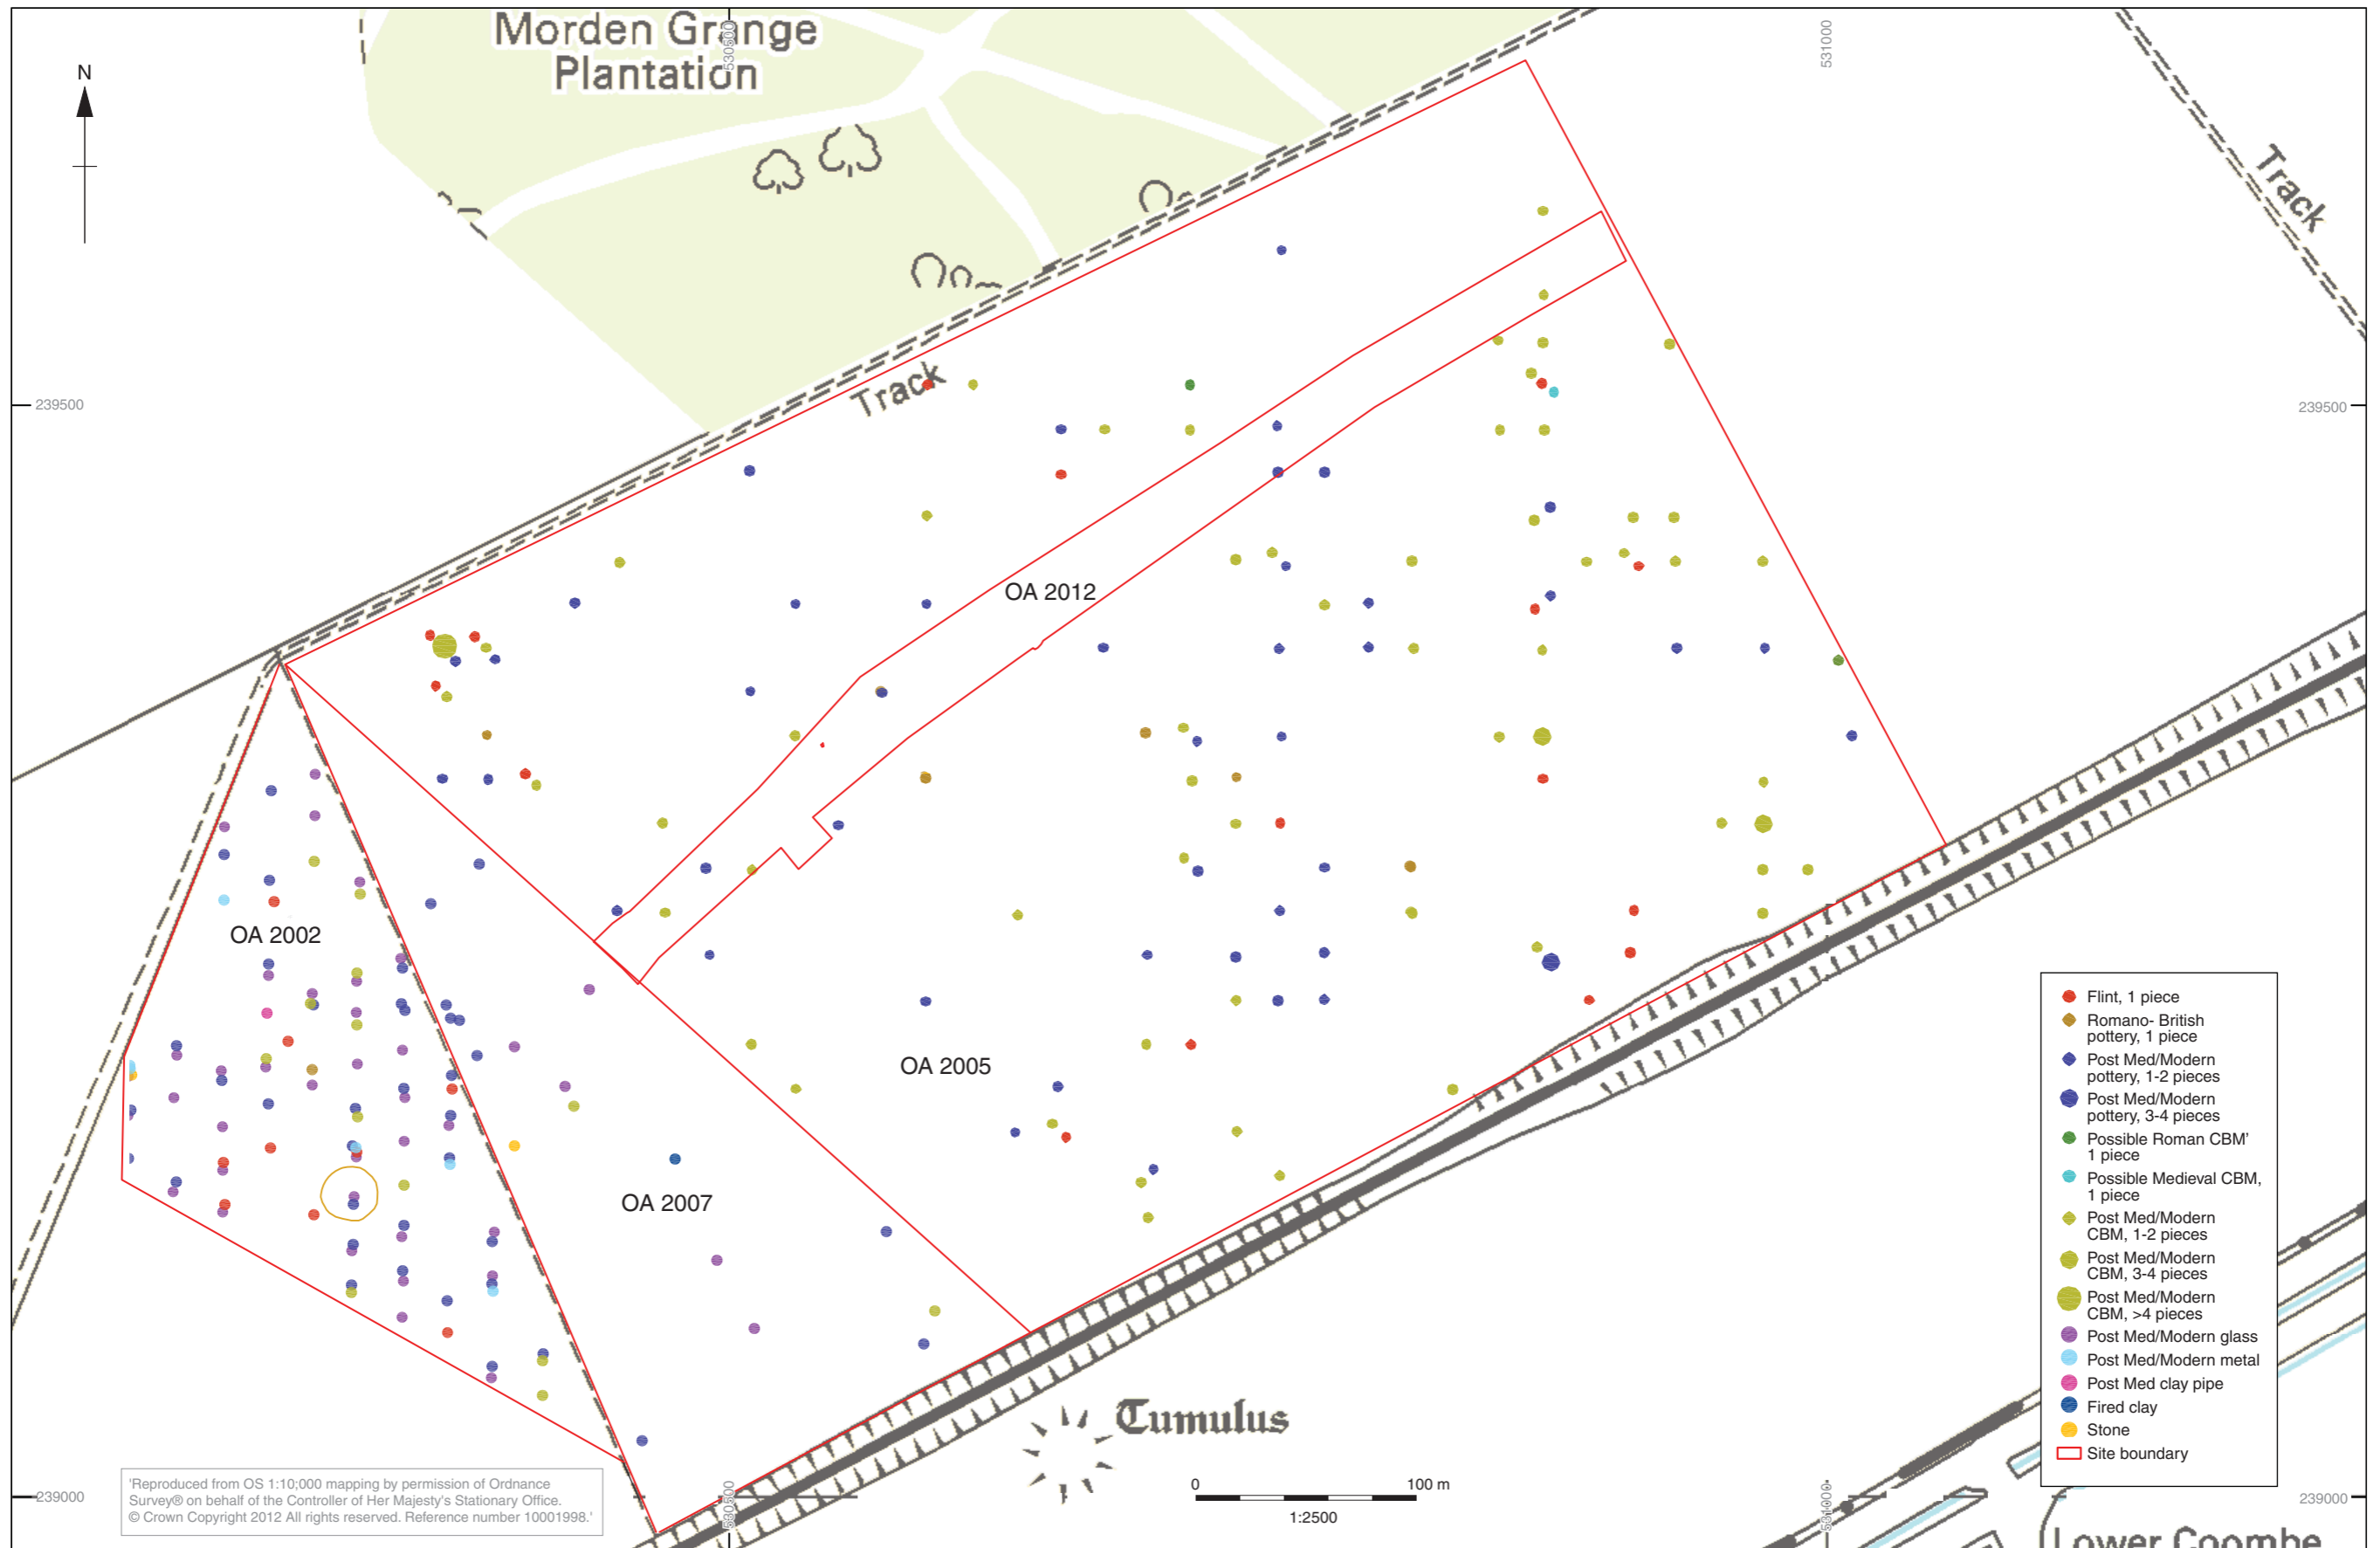 Morden Grange
Plantation
530500
531000
N
Track
Track
239500
239500
OA 2012
OA 2002
OA 2005
OA 2007
Flint, 1 piece
Romano- British
pottery, 1 piece
Post Med/Modern
pottery, 1-2 pieces
Post Med/Modern
pottery, 3-4 pieces
Possible Roman CBM'
1 piece
Possible Medieval CBM,
1 piece
Post Med/Modern
CBM, 1-2 pieces
Post Med/Modern
CBM, 3-4 pieces
Post Med/Modern
CBM, >4 pieces
Post Med/Modern glass
Post Med/Modern metal
Post Med clay pipe
Fired clay
Stone
Site boundary
Tumulus
0 100 m
1:2500
'Reproduced from OS 1:10;000 mapping by permission of Ordnance
Survey® on behalf of the Controller of Her Majesty's Stationary Office.
© Crown Copyright 2012 All rights reserved. Reference number 10001998.'
239000
530500
531000
239000
Lower Coombe